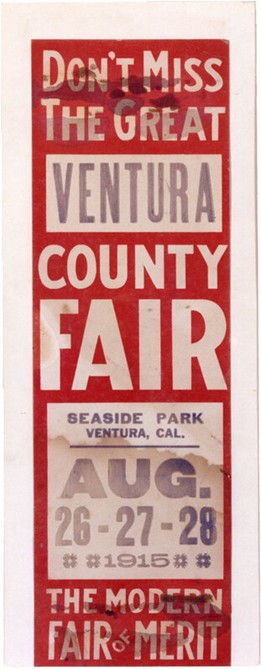 DON'T MISS
THE GREAT
VENTURA
COUNTY
FAIR
SEASIDE PARK
VENTURA, CAL.
AUG.
26-27-28
# #1915# #
THE MODERN
FAIR OF MERIT